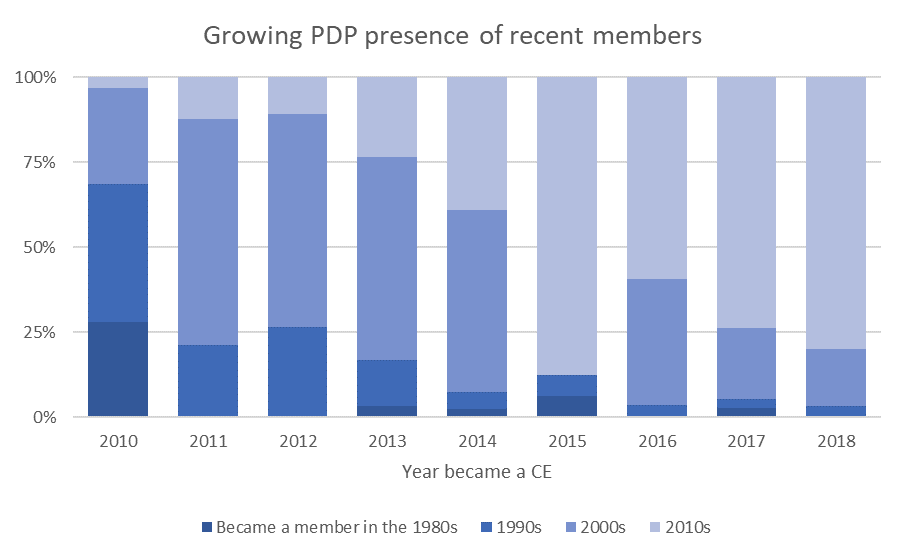 Growing PDP presence of recent members
100%
75%
50%
25%
0%
2010 2011 2012 2013 2014 2015 2016 2017 2018
Year became a CE
Became a member in the 1980s 1990s 2000s 2010s